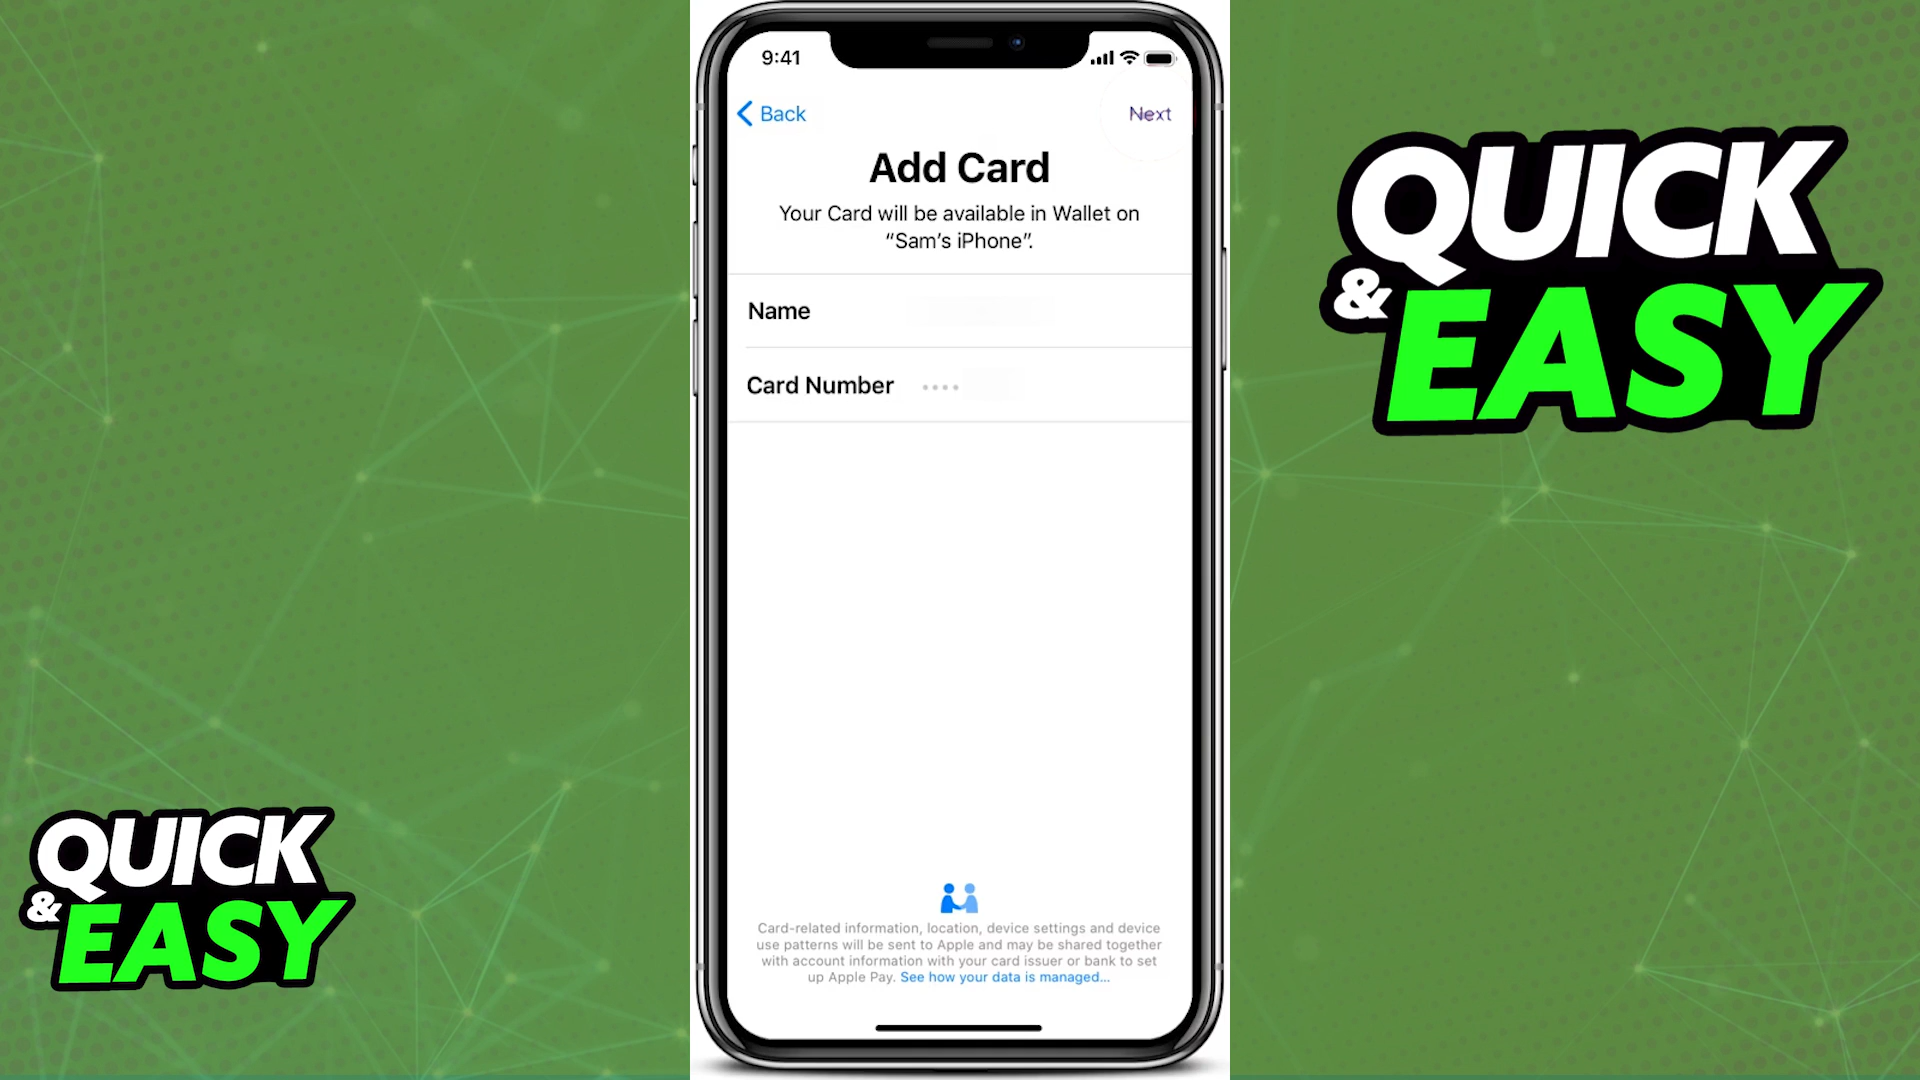 9:41
Back
Next
Add Card
Your Card will be available in Wallet on
“Sam’s iPhone”.
Name
Card Number ••••
Card-related information, location, device settings and device
use patterns will be sent to Apple and may be shared together
with account information with your card issuer or bank to set
up Apple Pay. See how your data is managed...
QUICK
& EASY
QUICK
& EASY